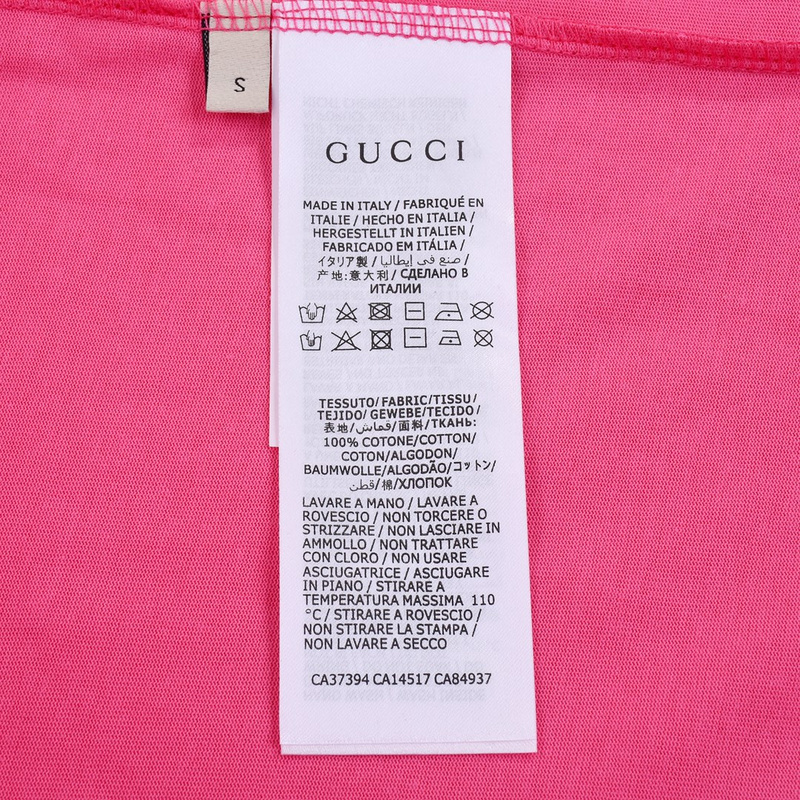 S
GUCCI
MADE IN ITALY / FABRIQUÉ EN
ITALIE / HECHO EN ITALIA /
HERGESTELLT IN ITALIEN /
FABRICADO EM ITÁLIA /
イタリア製 / صنع في إيطاليا /
产地:意大利 / СДЕЛАНО В
ИТАЛИИ
TESSUTO/ FABRIC/TISSU/
TEJIDO/ GEWEBE/TECIDO/
表地/قماش/面料/ТКАНЬ:
100% COTONE/COTTON/
COTON/ALGODON/
BAUMWOLLE/ALGODÃO/コットン/
قطن/棉/ХЛОПОК
LAVARE A MANO / LAVARE A
ROVESCIO / NON TORCERE O
STRIZZARE / NON LASCIARE IN
AMMOLLO / NON TRATTARE
CON CLORO / NON USARE
ASCIUGATRICE / ASCIUGARE
IN PIANO / STIRARE A
TEMPERATURA MASSIMA 110
°C / STIRARE A ROVESCIO /
NON STIRARE LA STAMPA /
NON LAVARE A SECCO
CA37394 CA14517 CA84937